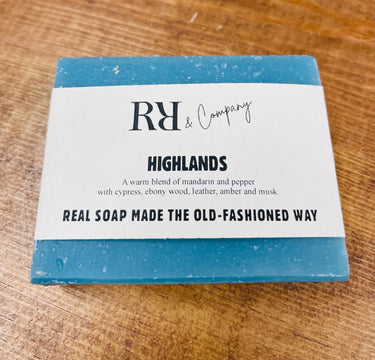 RR & Company
HIGHLANDS
A warm blend of mandarin and pepper
with cypress, ebony wood, leather, amber and musk.
REAL SOAP MADE THE OLD-FASHIONED WAY